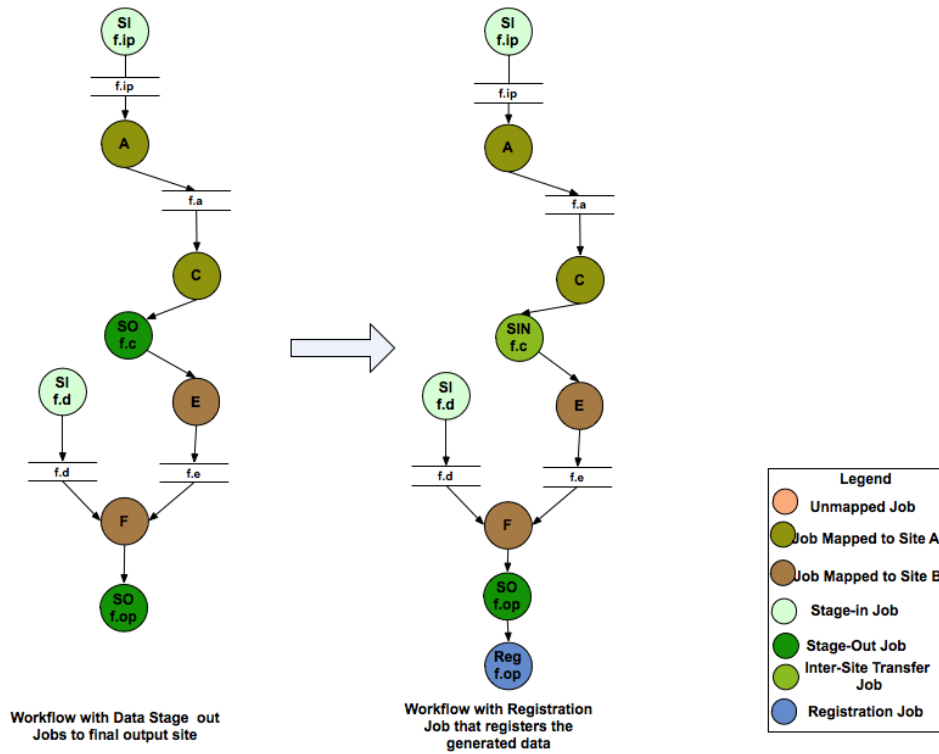 SI
f.ip
f.ip
A
f.a
C
SO
f.c
SI
f.d
E
f.d
f.e
F
SO
f.op
Workflow with Data Stage out
Jobs to final output site
SI
f.ip
f.ip
A
f.a
C
SIN
f.c
SI
f.d
E
f.d
f.e
F
SO
f.op
Reg
f.op
Workflow with Registration
Job that registers the
generated data
Legend
Unmapped Job
Job Mapped to Site A
Job Mapped to Site B
Stage-in Job
Stage-Out Job
Inter-Site Transfer
Job
Registration Job